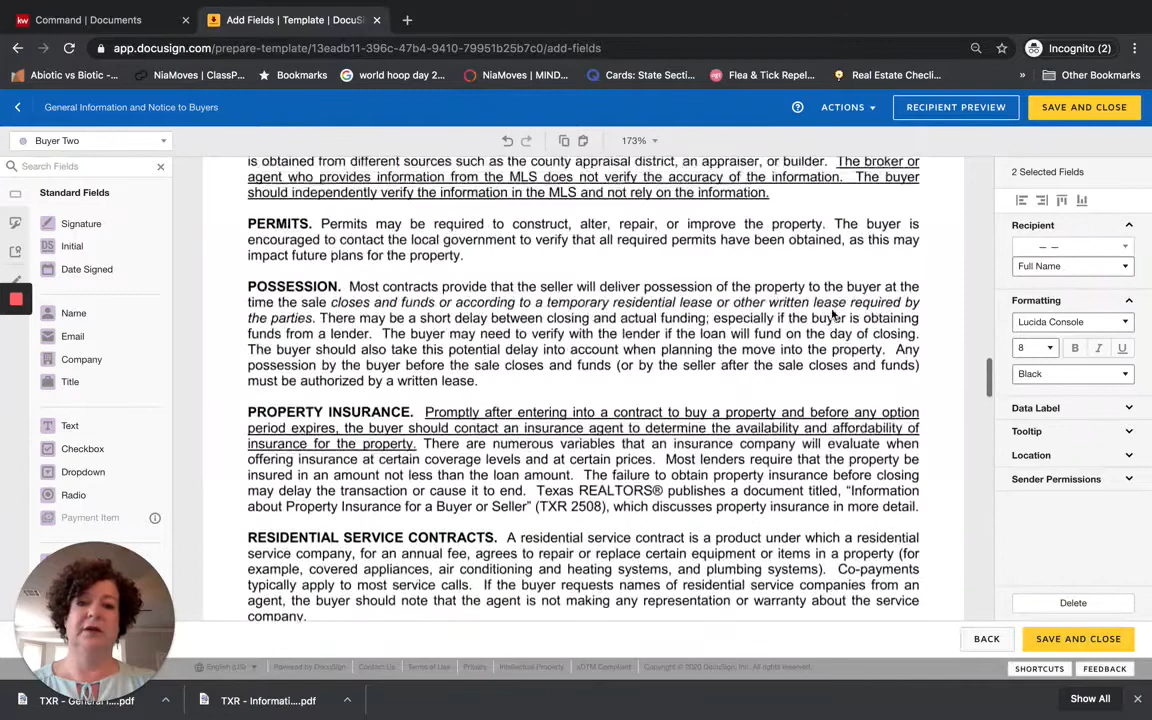 Command | Documents
Add Fields | Template | DocuSi
app.docusign.com/prepare-template/13eadb11-396c-47b4-9410-79951b25b7c0/add-fields
Incognito (2)
Abiotic vs Biotic -...
NiaMoves | ClassP...
Bookmarks
world hoop day 2...
NiaMoves | MIND...
Cards: State Secti...
Flea & Tick Repel...
Real Estate Checli...
»
Other Bookmarks
General Information and Notice to Buyers
ACTIONS
RECIPIENT PREVIEW
SAVE AND CLOSE
Buyer Two
173%
Search Fields
Standard Fields
Signature
DS Initial
Date Signed
Name
Email
Company
Title
Text
Checkbox
Dropdown
Radio
Payment Item
is obtained from different sources such as the county appraisal district, an appraiser, or builder. The broker or
agent who provides information from the MLS does not verify the accuracy of the information. The buyer
should independently verify the information in the MLS and not rely on the information.
PERMITS. Permits may be required to construct, alter, repair, or improve the property. The buyer is
encouraged to contact the local government to verify that all required permits have been obtained, as this may
impact future plans for the property.
POSSESSION. Most contracts provide that the seller will deliver possession of the property to the buyer at the
time the sale closes and funds or according to a temporary residential lease or other written lease required by
the parties. There may be a short delay between closing and actual funding; especially if the buyer is obtaining
funds from a lender. The buyer may need to verify with the lender if the loan will fund on the day of closing.
The buyer should also take this potential delay into account when planning the move into the property. Any
possession by the buyer before the sale closes and funds (or by the seller after the sale closes and funds)
must be authorized by a written lease.
PROPERTY INSURANCE. Promptly after entering into a contract to buy a property and before any option
period expires, the buyer should contact an insurance agent to determine the availability and affordability of
insurance for the property. There are numerous variables that an insurance company will evaluate when
offering insurance at certain coverage levels and at certain prices. Most lenders require that the property be
insured in an amount not less than the loan amount. The failure to obtain property insurance before closing
may delay the transaction or cause it to end. Texas REALTORS® publishes a document titled, “Information
about Property Insurance for a Buyer or Seller” (TXR 2508), which discusses property insurance in more detail.
RESIDENTIAL SERVICE CONTRACTS. A residential service contract is a product under which a residential
service company, for an annual fee, agrees to repair or replace certain equipment or items in a property (for
example, covered appliances, air conditioning and heating systems, and plumbing systems). Co-payments
typically apply to most service calls. If the buyer requests names of residential service companies from an
agent, the buyer should note that the agent is not making any representation or warranty about the service
company.
2 Selected Fields
Recipient
— —
Full Name
Formatting
Lucida Console
8
B I U
Black
Data Label
Tooltip
Location
Sender Permissions
Delete
BACK
SAVE AND CLOSE
English (US)
Powered by DocuSign
Contact Us
Terms of Use
Privacy
Intellectual Property
xDTM Compliant
Copyright © 2020 DocuSign, Inc. All rights reserved.
SHORTCUTS
FEEDBACK
TXR - General I....pdf
TXR - Informati....pdf
Show All